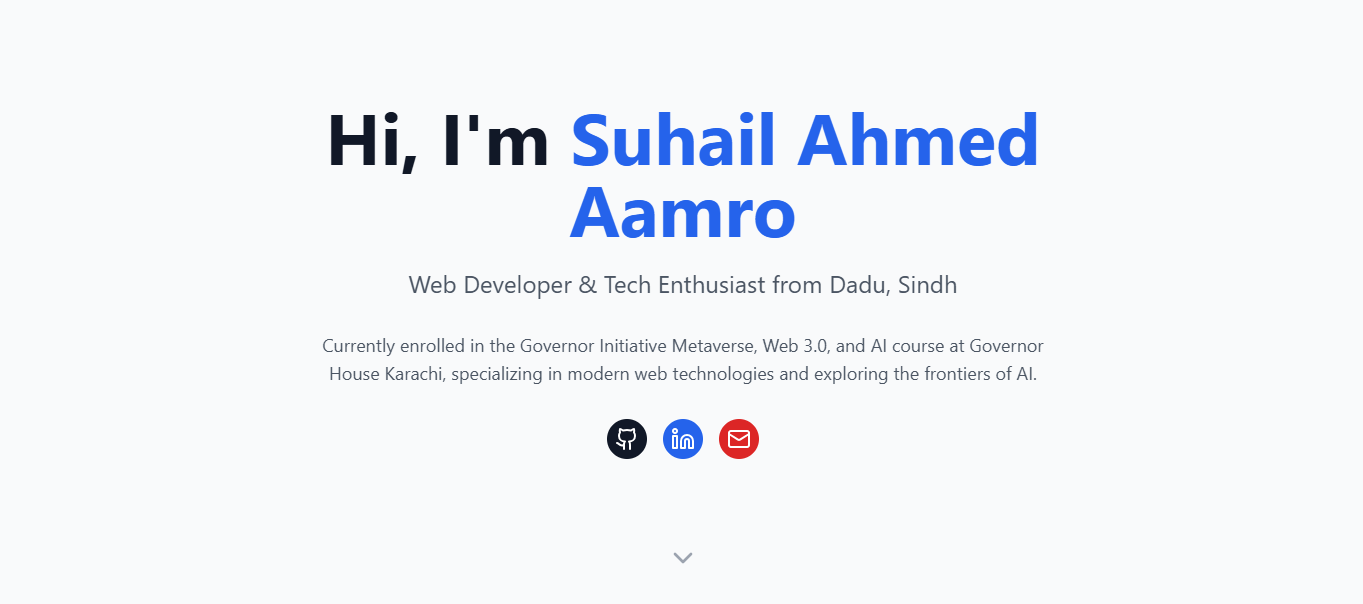 Hi, I'm Suhail Ahmed
Aamro
Web Developer & Tech Enthusiast from Dadu, Sindh
Currently enrolled in the Governor Initiative Metaverse, Web 3.0, and AI course at Governor
House Karachi, specializing in modern web technologies and exploring the frontiers of AI.
in